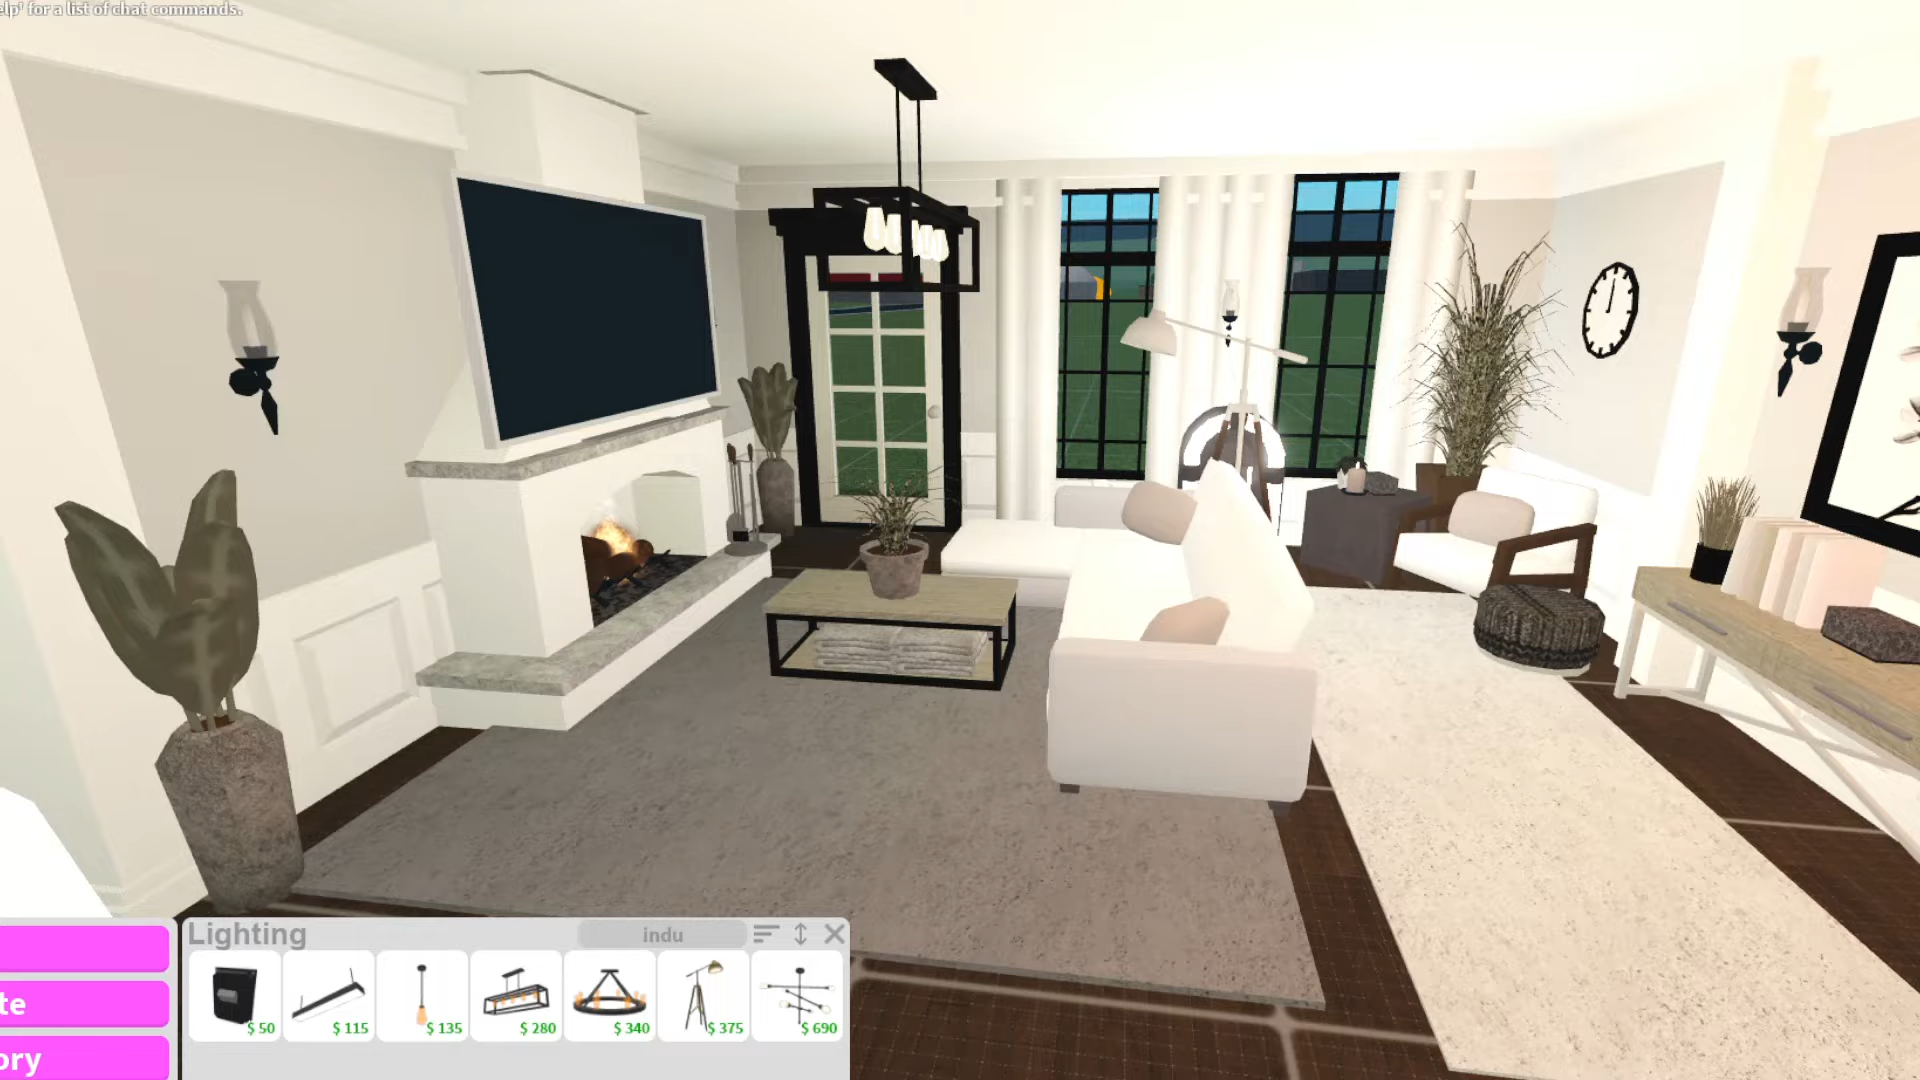 elp' for a list of chat commands.
Lighting
indu
$ 50
$ 115
$ 135
$ 280
$ 340
$ 375
$ 690
te
ory